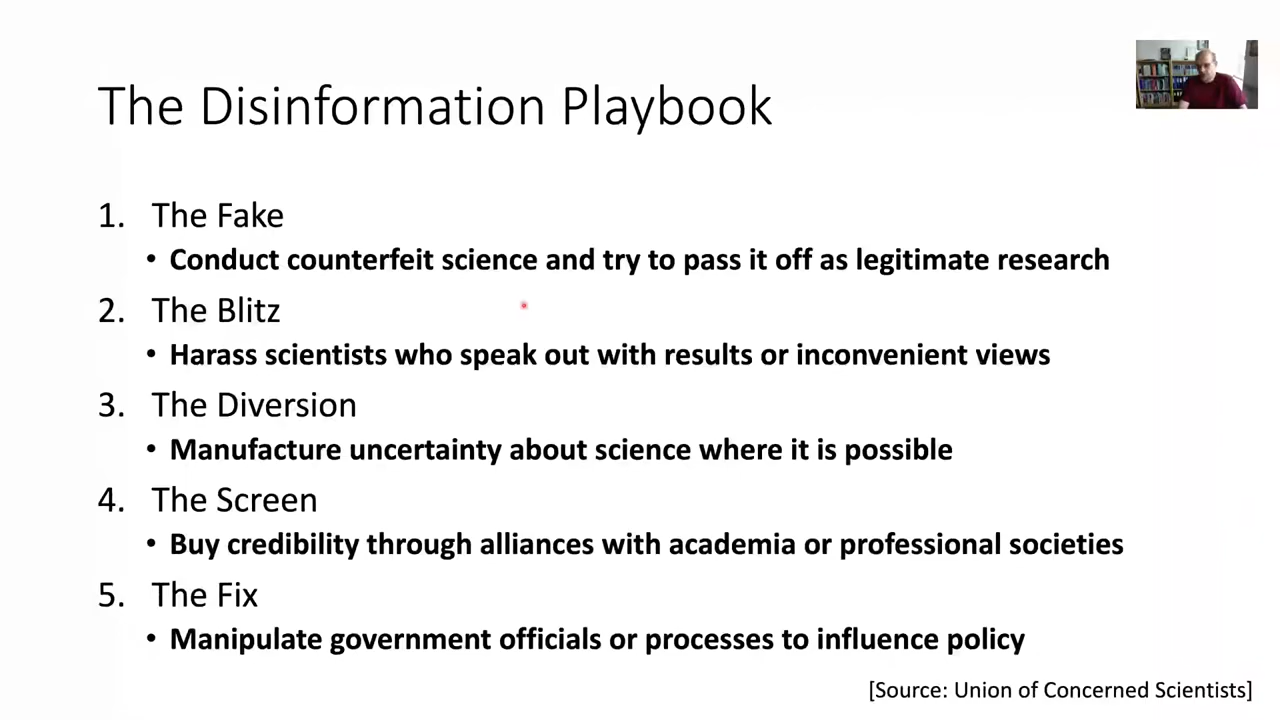 The Disinformation Playbook
1. The Fake
• Conduct counterfeit science and try to pass it off as legitimate research
2. The Blitz
• Harass scientists who speak out with results or inconvenient views
3. The Diversion
• Manufacture uncertainty about science where it is possible
4. The Screen
• Buy credibility through alliances with academia or professional societies
5. The Fix
• Manipulate government officials or processes to influence policy
[Source: Union of Concerned Scientists]